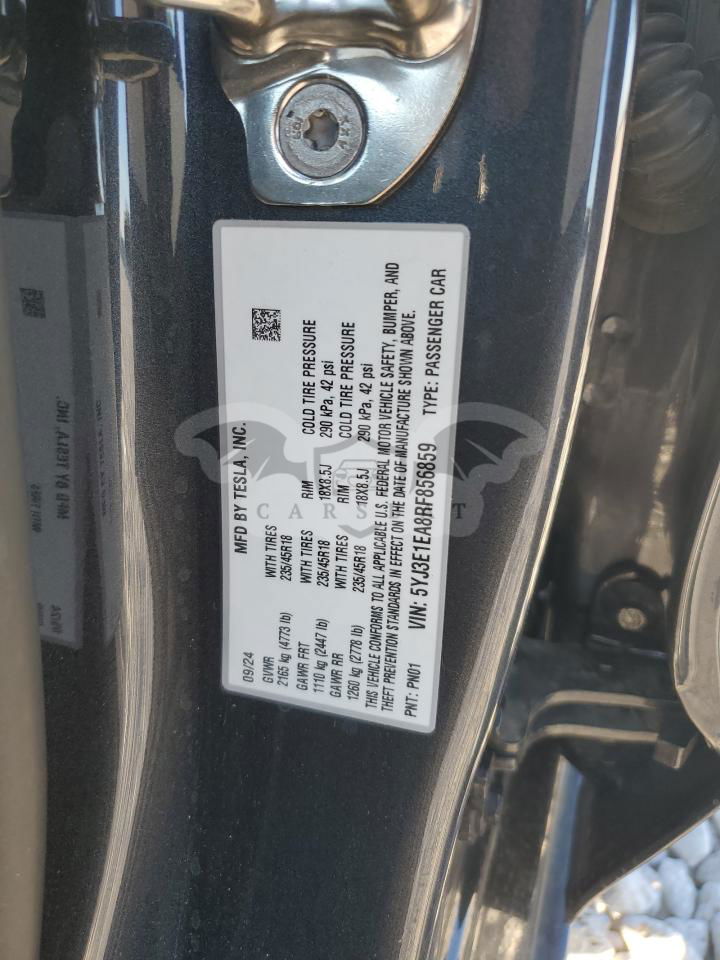 MFD BY TESLA, INC.
09/24
GVWR
2165 kg (4773 lb) WITH TIRES 235/45R18
GAWR FRT WITH TIRES RIM COLD TIRE PRESSURE
1110 kg (2447 lb) 235/45R18 18X8.5J 290 kPa, 42 psi
GAWR RR WITH TIRES RIM COLD TIRE PRESSURE
1260 kg (2778 lb) 235/45R18 18X8.5J 290 kPa, 42 psi
THIS VEHICLE CONFORMS TO ALL APPLICABLE U.S. FEDERAL MOTOR VEHICLE SAFETY, BUMPER, AND
THEFT PREVENTION STANDARDS IN EFFECT ON THE DATE OF MANUFACTURE SHOWN ABOVE.
PNT: PN01 VIN: 5YJ3E1EA8RF856859 TYPE: PASSENGER CAR